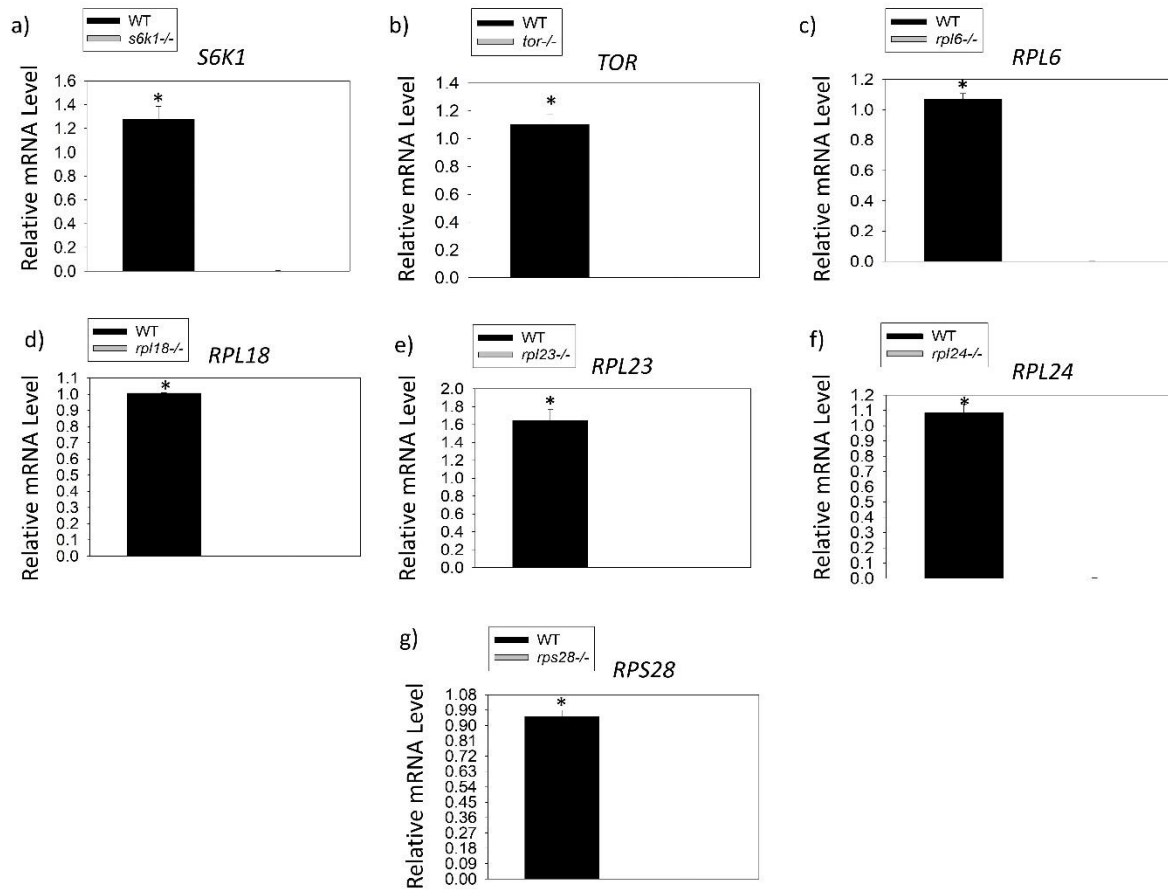 a)
WT
s6k1-/-
S6K1
Relative mRNA Level
1.6
1.4
1.2
1.0
0.8
0.6
0.4
0.2
0.0
*
b)
WT
tor-/-
TOR
Relative mRNA Level
1.4
1.2
1.0
0.8
0.6
0.4
0.2
0.0
*
c)
WT
rpl6-/-
RPL6
Relative mRNA Level
1.2
1.0
0.8
0.6
0.4
0.2
0.0
*
d)
WT
rpl18-/-
RPL18
Relative mRNA Level
1.1
1.0
0.9
0.8
0.7
0.6
0.5
0.4
0.3
0.2
0.1
0.0
*
e)
WT
rpl23-/-
RPL23
Relative mRNA Level
2.0
1.8
1.6
1.4
1.2
1.0
0.8
0.6
0.4
0.2
0.0
*
f)
WT
rpl24-/-
RPL24
Relative mRNA Level
1.2
1.1
1.0
0.9
0.8
0.7
0.6
0.5
0.4
0.3
0.2
0.1
0.0
*
g)
WT
rps28-/-
RPS28
Relative mRNA Level
1.08
0.99
0.90
0.81
0.72
0.63
0.54
0.45
0.36
0.27
0.18
0.09
0.00
*